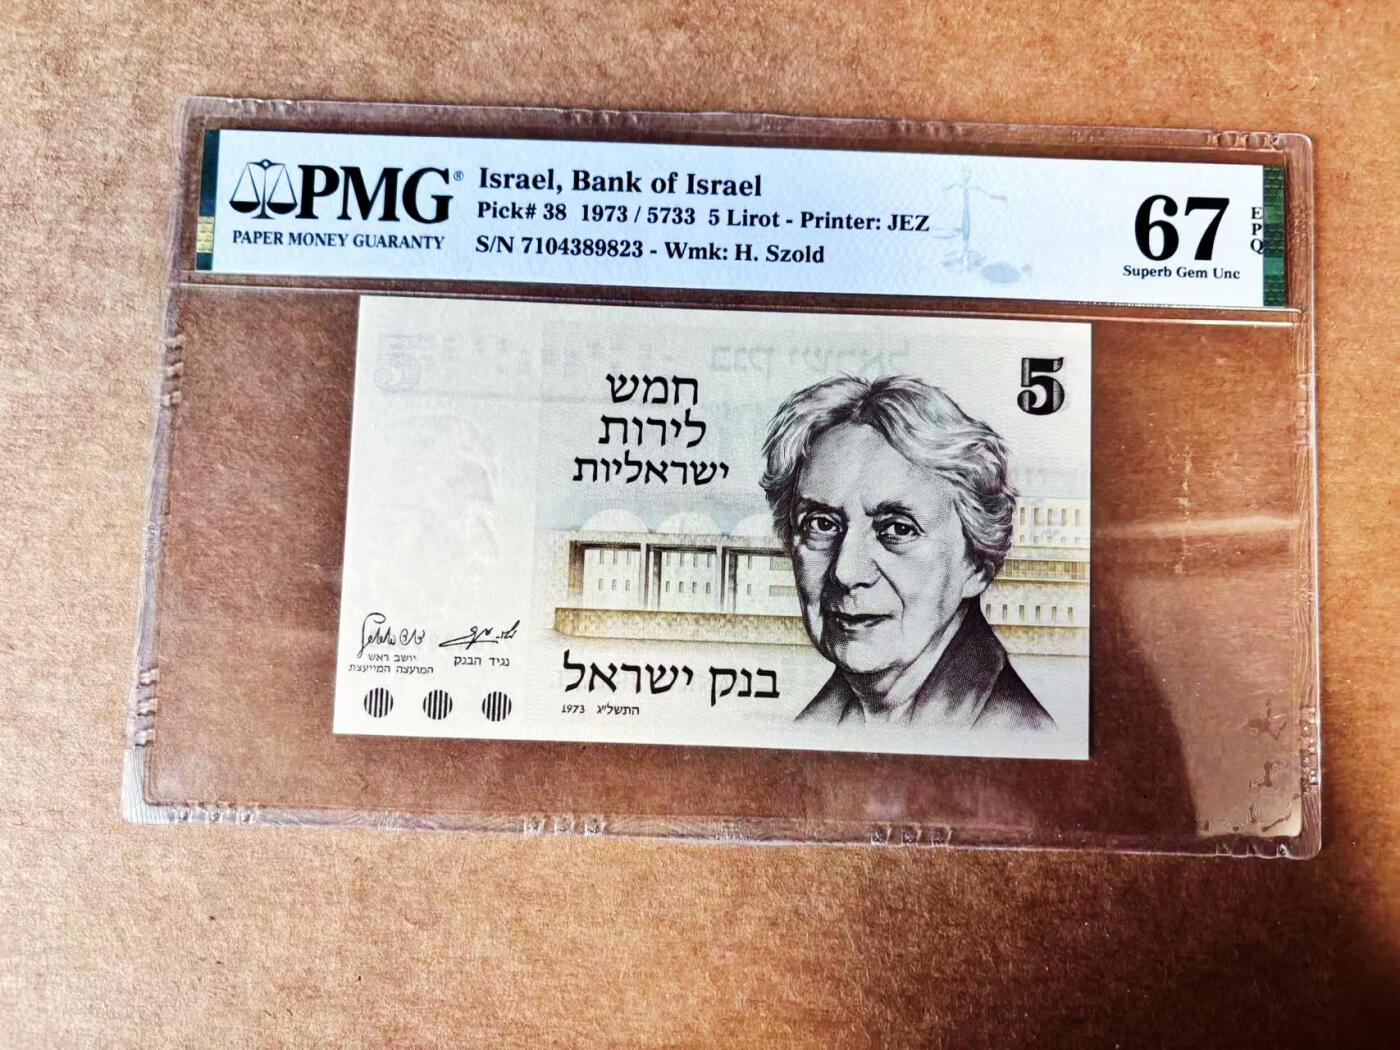 PMG®
PAPER MONEY GUARANTY
Israel, Bank of Israel
Pick# 38 1973 / 5733 5 Lirot - Printer: JEZ
S/N 7104389823 - Wmk: H. Szold
67
EPQ
Superb Gem Unc
5
חמש
לירות
ישראליות
יושב ראש
המועצה המייעצת
נגיד הבנק
בנק ישראל
התשל"ג 1973